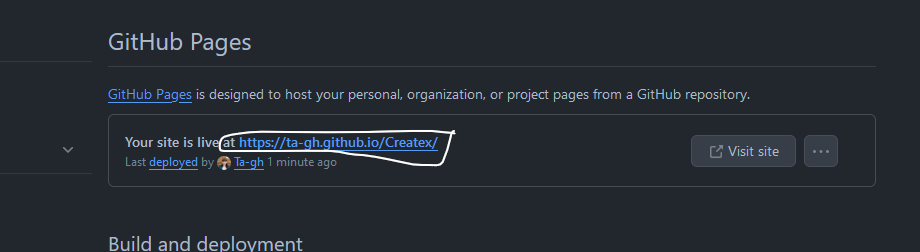 GitHub Pages
GitHub Pages is designed to host your personal, organization, or project pages from a GitHub repository.
Your site is live at https://ta-gh.github.io/Createx/
Last deployed by Ta-gh 1 minute ago
Visit site
Build and deployment